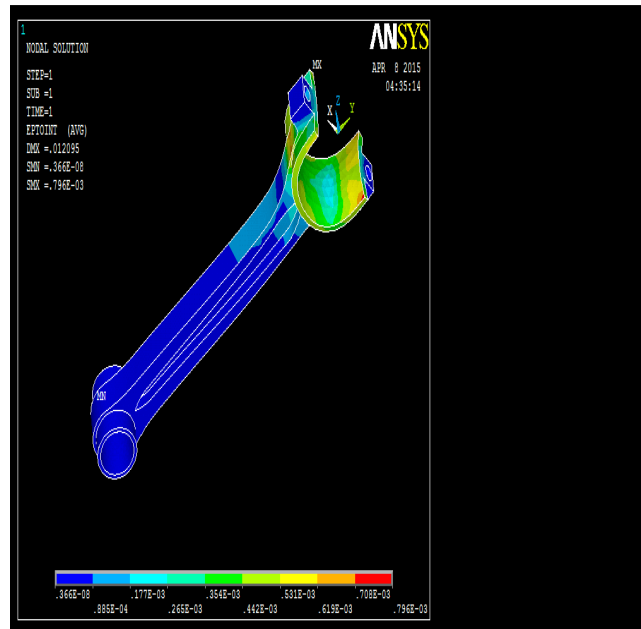 1
NODAL SOLUTION
STEP=1
SUB =1
TIME=1
EPTOINT (AVG)
DMX =.012095
SMN =.366E-08
SMX =.796E-03
ANSYS
APR 8 2015
04:35:14
MX
Z
X Y
MN
.366E-08 .177E-03 .354E-03 .531E-03 .708E-03
.885E-04 .265E-03 .442E-03 .619E-03 .796E-03